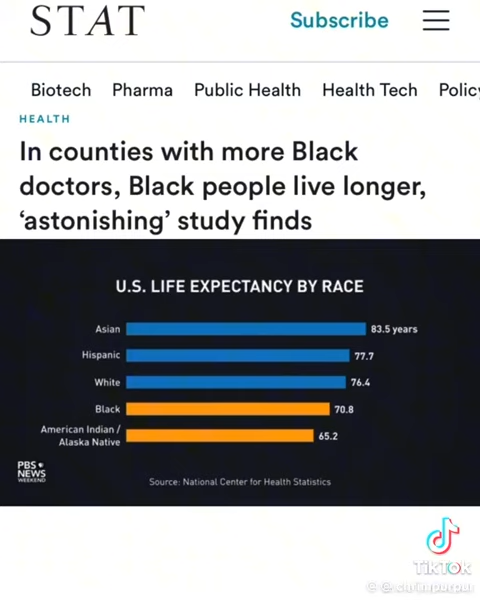 STAT
Subscribe
Biotech Pharma Public Health Health Tech Policy
HEALTH
In counties with more Black
doctors, Black people live longer,
‘astonishing’ study finds
U.S. LIFE EXPECTANCY BY RACE
Asian 83.5 years
Hispanic 77.7
White 76.4
Black 70.8
American Indian /
Alaska Native 65.2
PBS
NEWS
WEEKEND
Source: National Center for Health Statistics
TikTok